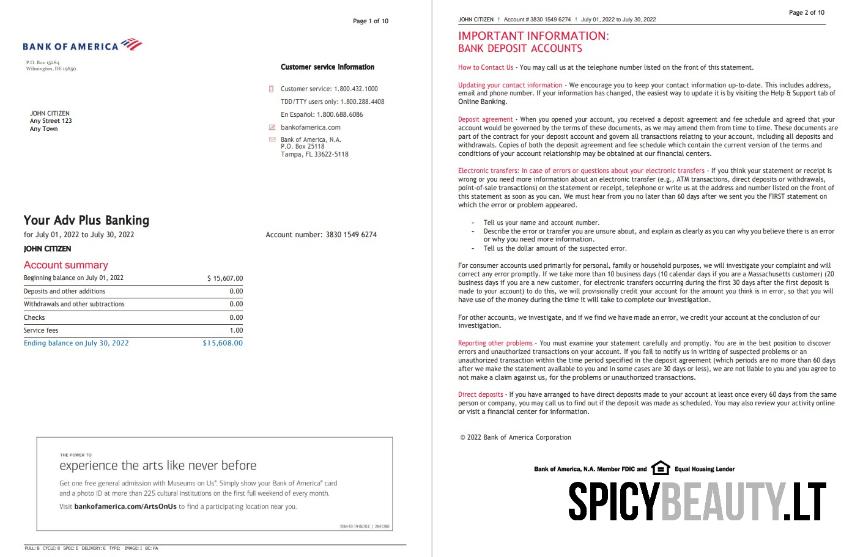 Page 1 of 10
BANK OF AMERICA
P.O. Box 15284
Wilmington, DE 19850
Customer service information
Customer service: 1.800.432.1000
TDD/TTY users only: 1.800.288.4408
En Español: 1.800.688.6086
bankofamerica.com
Bank of America, N.A.
P.O. Box 25118
Tampa, FL 33622-5118
JOHN CITIZEN
Any Street 123
Any Town
Your Adv Plus Banking
for July 01, 2022 to July 30, 2022
Account number: 3830 1549 6274
JOHN CITIZEN
Account summary
Beginning balance on July 01, 2022 $ 15,607.00
Deposits and other additions 0.00
Withdrawals and other subtractions 0.00
Checks 0.00
Service fees 1.00
Ending balance on July 30, 2022 $15,608.00
THE POWER TO
experience the arts like never before
Get one free general admission with Museums on Us®. Simply show your Bank of America® card
and a photo ID at more than 225 cultural institutions on the first full weekend of every month.
Visit bankofamerica.com/ArtsOnUs to find a participating location near you.
Page 2 of 10
JOHN CITIZEN ! Account # 3830 1549 6274 ! July 01, 2022 to July 30, 2022
IMPORTANT INFORMATION:
BANK DEPOSIT ACCOUNTS
How to Contact Us - You may call us at the telephone number listed on the front of this statement.
Updating your contact information - We encourage you to keep your contact information up-to-date. This includes address,
email and phone number. If your information has changed, the easiest way to update it is by visiting the Help & Support tab of
Online Banking.
Deposit agreement - When you opened your account, you received a deposit agreement and fee schedule and agreed that your
account would be governed by the terms of these documents, as we may amend them from time to time. These documents are
part of the contract for your deposit account and govern all transactions relating to your account, including all deposits and
withdrawals. Copies of both the deposit agreement and fee schedule which contain the current version of the terms and
conditions of your account relationship may be obtained at our financial centers.
Electronic transfers: In case of errors or questions about your electronic transfers - If you think your statement or receipt is
wrong or you need more information about an electronic transfer (e.g., ATM transactions, direct deposits or withdrawals,
point-of-sale transactions) on the statement or receipt, telephone or write us at the address and number listed on the front of
this statement as soon as you can. We must hear from you no later than 60 days after we sent you the FIRST statement on
which the error or problem appeared.
- Tell us your name and account number.
- Describe the error or transfer you are unsure about, and explain as clearly as you can why you believe there is an error
or why you need more information.
- Tell us the dollar amount of the suspected error.
For consumer accounts used primarily for personal, family or household purposes, we will investigate your complaint and will
correct any error promptly. If we take more than 10 business days (10 calendar days if you are a Massachusetts customer) (20
business days if you are a new customer, for electronic transfers occurring during the first 30 days after the first deposit is
made to your account) to do this, we will provisionally credit your account for the amount you think is in error, so that you will
have use of the money during the time it will take to complete our investigation.
For other accounts, we investigate, and if we find we have made an error, we credit your account at the conclusion of our
investigation.
Reporting other problems - You must examine your statement carefully and promptly. You are in the best position to discover
errors and unauthorized transactions on your account. If you fail to notify us in writing of suspected problems or an
unauthorized transaction within the time period specified in the deposit agreement (which periods are no more than 60 days
after we make the statement available to you and in some cases are 30 days or less), we are not liable to you and you agree to
not make a claim against us, for the problems or unauthorized transactions.
Direct deposits - If you have arranged to have direct deposits made to your account at least once every 60 days from the same
person or company, you may call us to find out if the deposit was made as scheduled. You may also review your activity online
or visit a financial center for information.
© 2022 Bank of America Corporation
Bank of America, N.A. Member FDIC and Equal Housing Lender
SPICYBEAUTY.LT